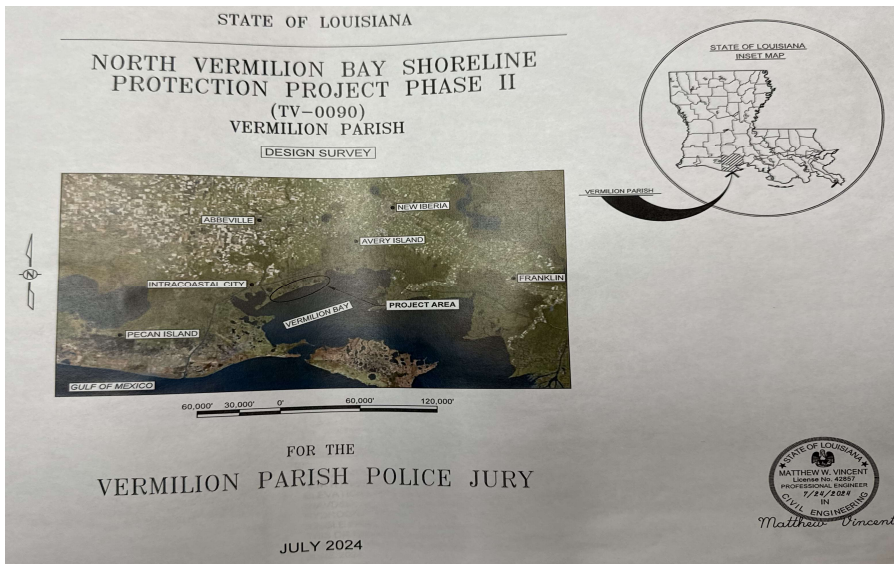 STATE OF LOUISIANA
NORTH VERMILION BAY SHORELINE
PROTECTION PROJECT PHASE II
(TV-0090)
VERMILION PARISH
DESIGN SURVEY
STATE OF LOUISIANA
INSET MAP
VERMILION PARISH
NEW IBERIA
ABBEVILLE
AVERY ISLAND
FRANKLIN
INTRACOASTAL CITY
PROJECT AREA
VERMILION BAY
PECAN ISLAND
GULF OF MEXICO
N
60,000' 30,000' 0' 60,000' 120,000'
FOR THE
VERMILION PARISH POLICE JURY
JULY 2024
STATE OF LOUISIANA
MATTHEW W. VINCENT
License No. 42857
PROFESSIONAL ENGINEER
7/24/2024
IN
CIVIL ENGINEERING
Matthew Vincent